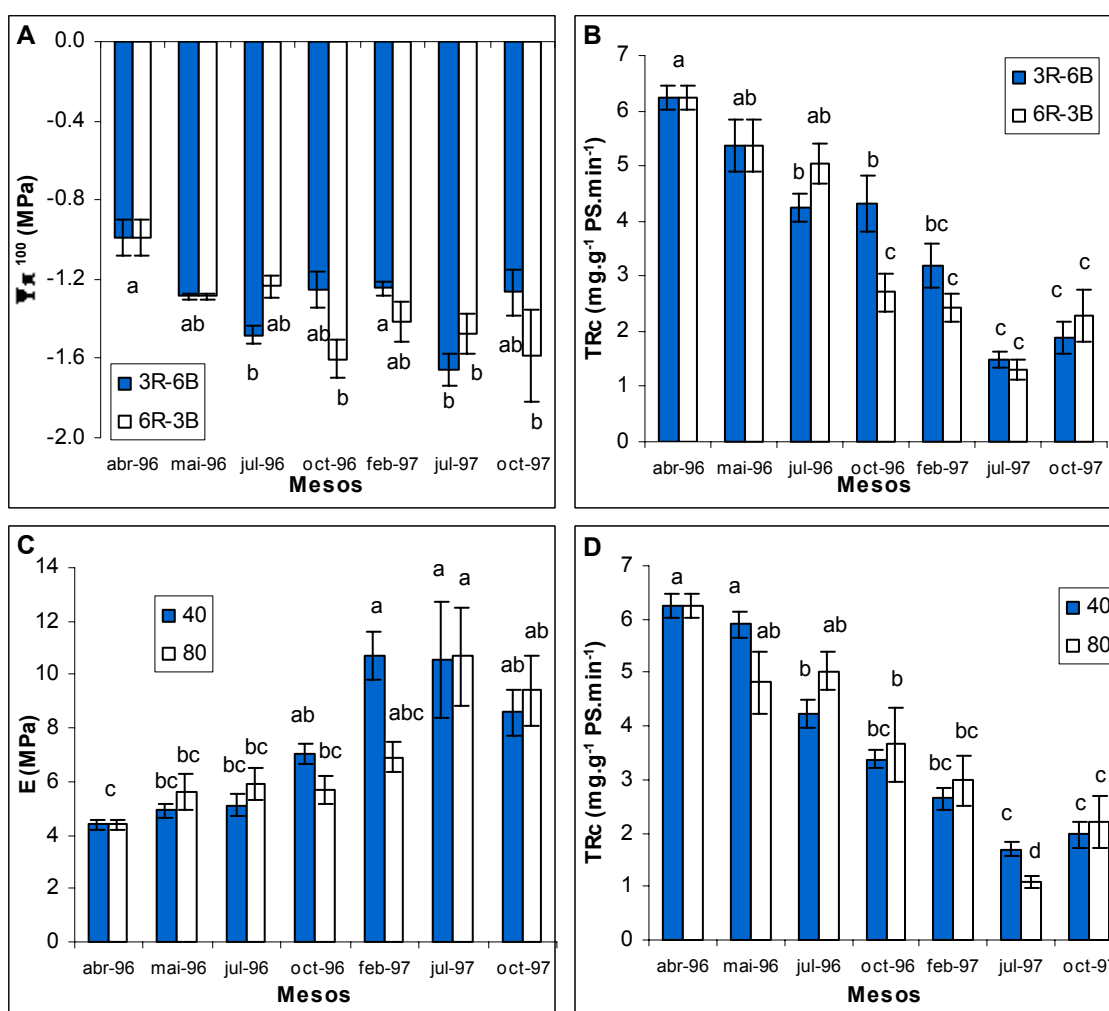 A
0.0
-0.4
-0.8
-1.2
-1.6
-2.0
Ψπ¹⁰⁰ (MPa)
a
ab
b
ab
ab
b
a
ab
b
b
ab
b
3R-6B
6R-3B
abr-96 mai-96 jul-96 oct-96 feb-97 jul-97 oct-97
Mesos
B
7
6
5
4
3
2
1
0
TRc (mg.g⁻¹ PS.min⁻¹)
a
ab
b
ab
b
c
bc
c
c
c
c
c
3R-6B
6R-3B
abr-96 mai-96 jul-96 oct-96 feb-97 jul-97 oct-97
Mesos
C
14
12
10
8
6
4
2
0
E (MPa)
c
bc
bc
bc
bc
ab
bc
a
abc
a
a
ab
ab
40
80
abr-96 mai-96 jul-96 oct-96 feb-97 jul-97 oct-97
Mesos
D
7
6
5
4
3
2
1
0
TRc (mg.g⁻¹ PS.min⁻¹)
a
a
ab
b
ab
bc
b
bc
bc
c
d
c
c
40
80
abr-96 mai-96 jul-96 oct-96 feb-97 jul-97 oct-97
Mesos